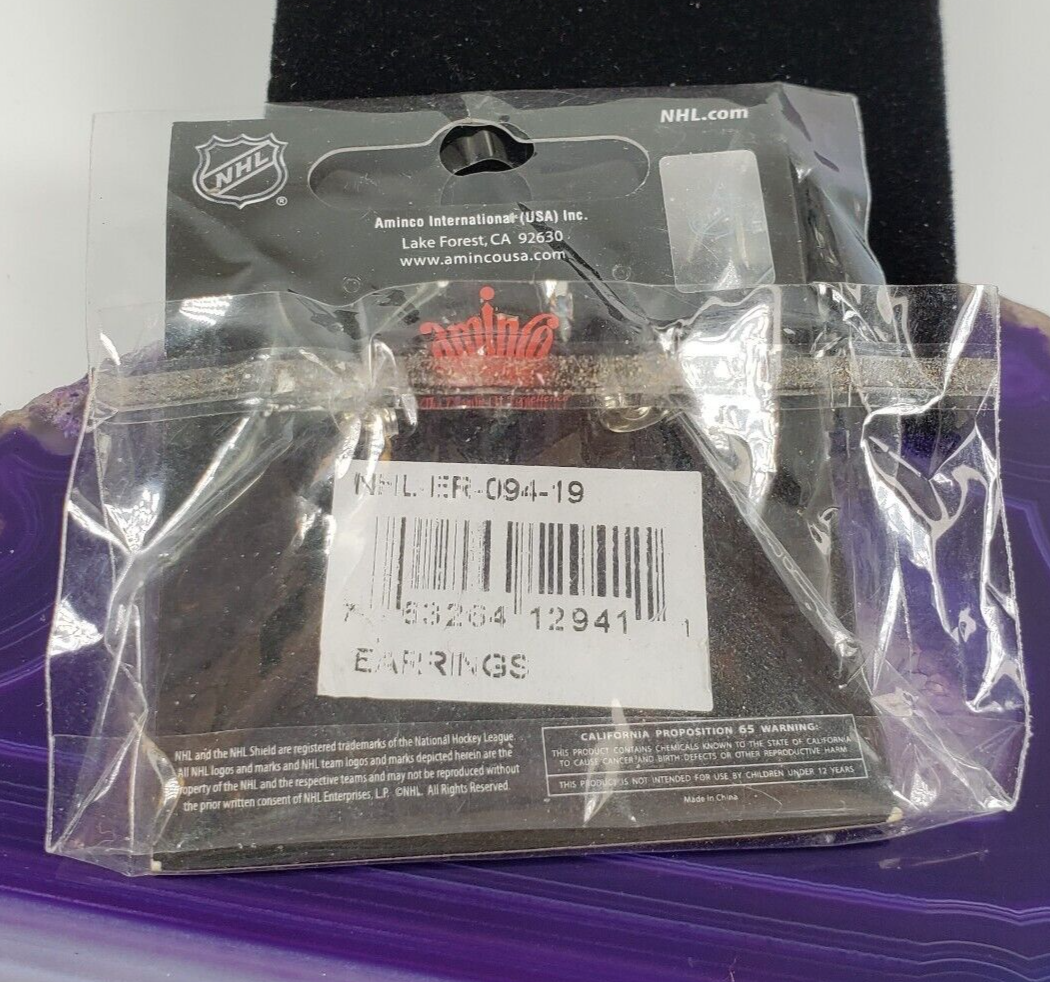 NHL.com
NHL
®
Aminco International (USA) Inc.
Lake Forest, CA 92630
www.amincousa.com
aminco
NHL-ER-094-19
7 63264 12941 1
EARRINGS
NHL and the NHL Shield are registered trademarks of the National Hockey League.
All NHL logos and marks and NHL team logos and marks depicted herein are the
property of the NHL and the respective teams and may not be reproduced without
the prior written consent of NHL Enterprises, L.P. ©NHL. All Rights Reserved.
CALIFORNIA PROPOSITION 65 WARNING:
THIS PRODUCT CONTAINS CHEMICALS KNOWN TO THE STATE OF CALIFORNIA
TO CAUSE CANCER AND BIRTH DEFECTS OR OTHER REPRODUCTIVE HARM
THIS PRODUCT IS NOT INTENDED FOR USE BY CHILDREN UNDER 12 YEARS
Made in China